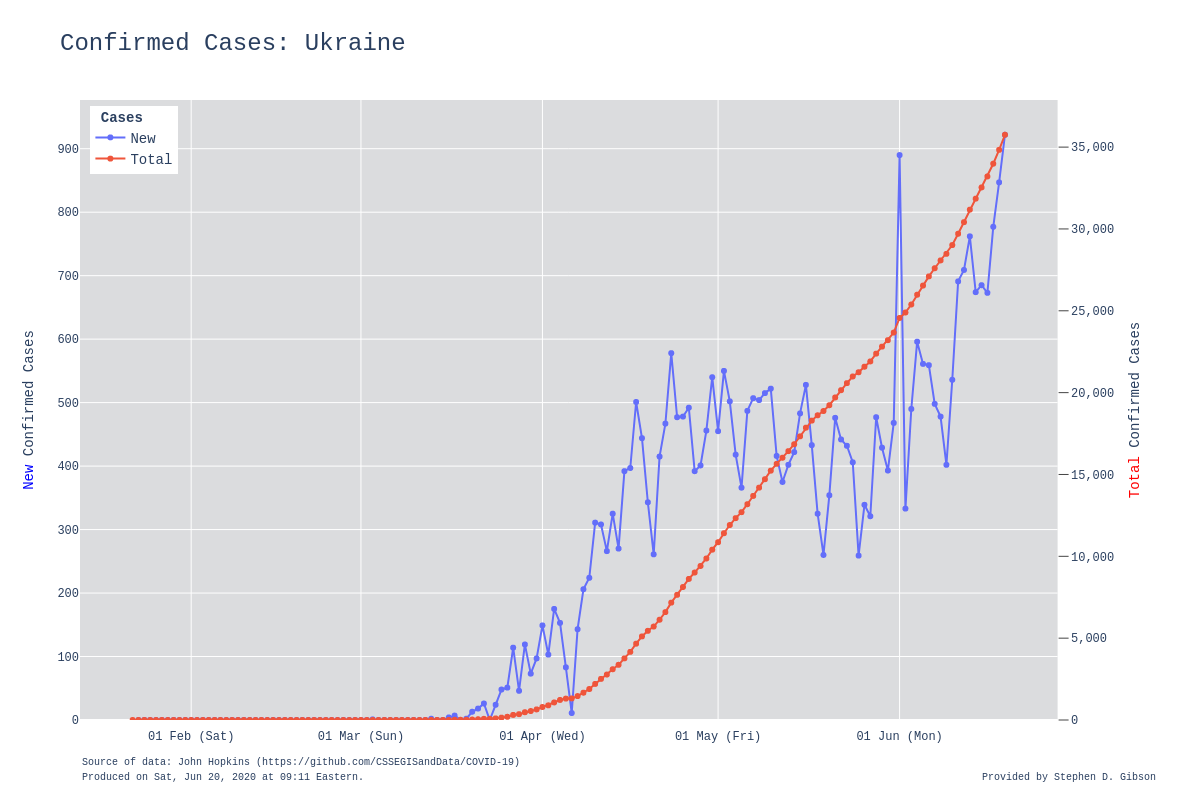 Confirmed Cases: Ukraine
Cases
New
Total
900
800
700
600
500
400
300
200
100
0
New Confirmed Cases
35,000
30,000
25,000
20,000
15,000
10,000
5,000
0
Total Confirmed Cases
01 Feb (Sat) 01 Mar (Sun) 01 Apr (Wed) 01 May (Fri) 01 Jun (Mon)
Source of data: John Hopkins (https://github.com/CSSEGISandData/COVID-19)
Produced on Sat, Jun 20, 2020 at 09:11 Eastern.
Provided by Stephen D. Gibson